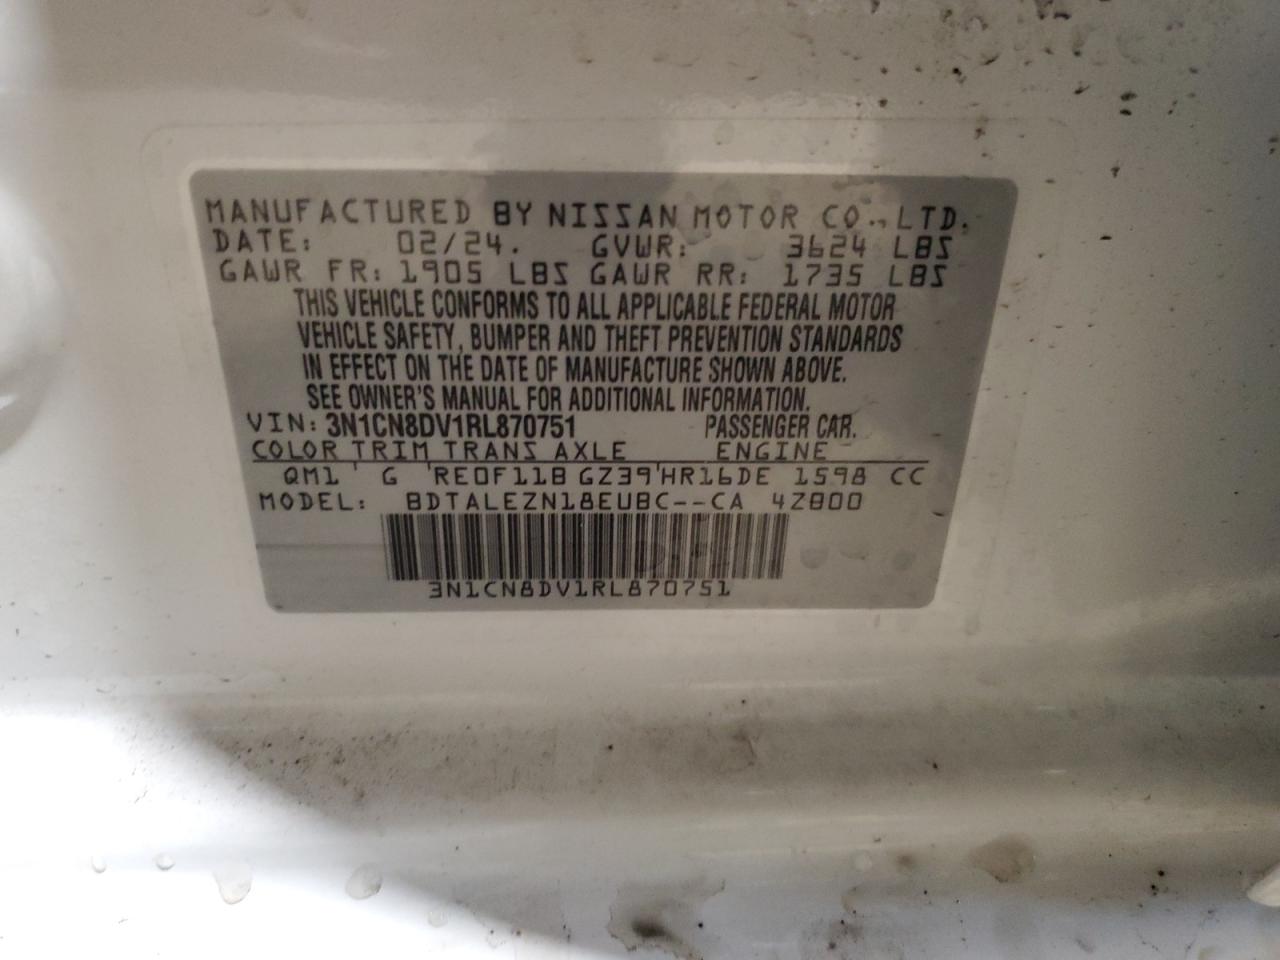 MANUFACTURED BY NISSAN MOTOR CO., LTD.
DATE: 02/24. GVWR: 3624 LBS
GAWR FR: 1905 LBS GAWR RR: 1735 LBS
THIS VEHICLE CONFORMS TO ALL APPLICABLE FEDERAL MOTOR
VEHICLE SAFETY, BUMPER AND THEFT PREVENTION STANDARDS
IN EFFECT ON THE DATE OF MANUFACTURE SHOWN ABOVE.
SEE OWNER'S MANUAL FOR ADDITIONAL INFORMATION.
VIN: 3N1CN8DV1RL870751 PASSENGER CAR.
COLOR TRIM TRANS AXLE ENGINE
QM1 ' G 'RE0F11B GZ39'HR16DE 1598 CC
MODEL: BDTALEZN18EUBC--CA 4Z800
3N1CN8DV1RL870751